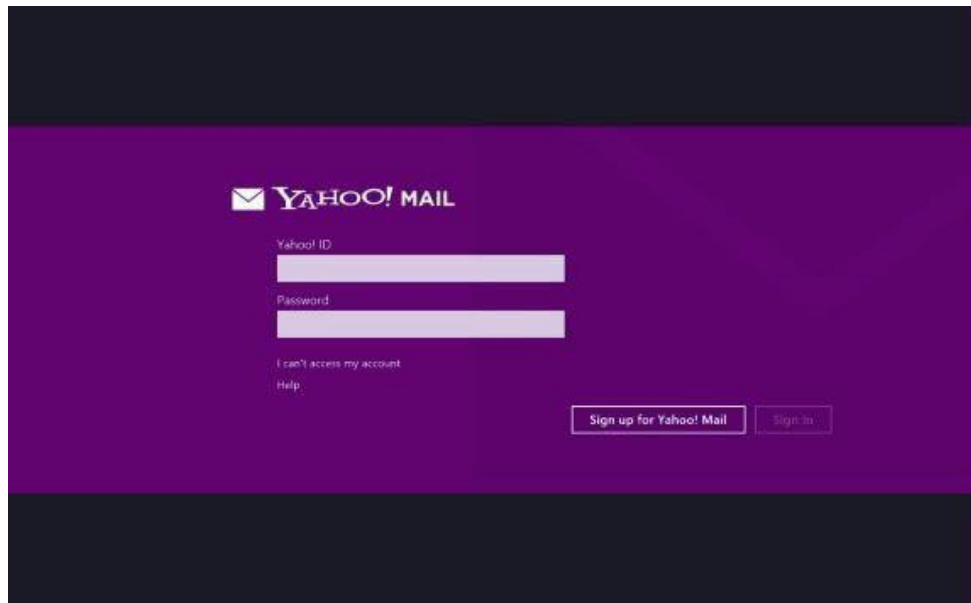 YAHOO! MAIL
Yahoo! ID
Password
I can't access my account
Help
Sign up for Yahoo! Mail
Sign In